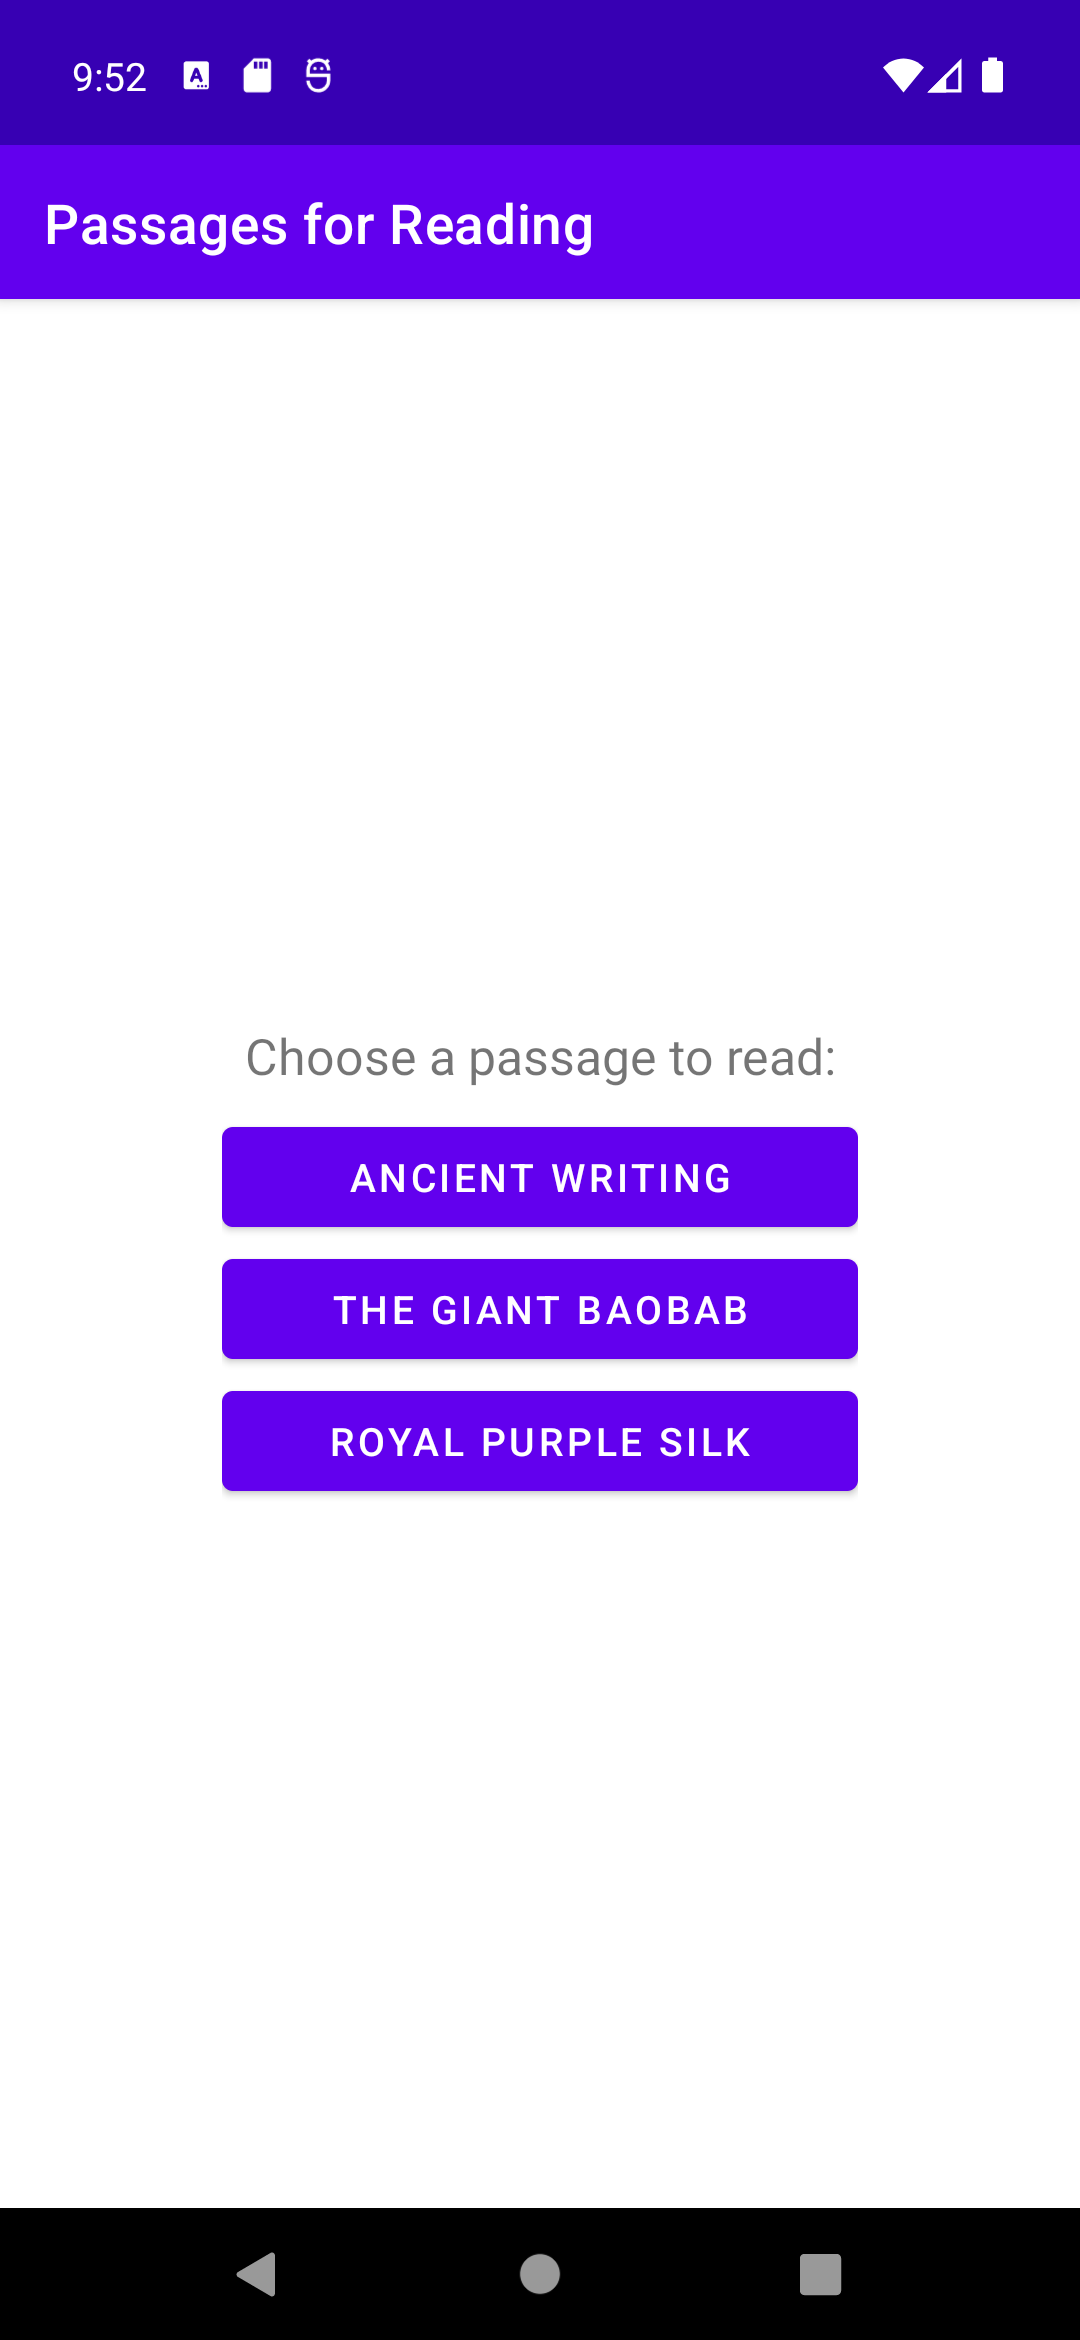 9:52
Passages for Reading
Choose a passage to read:
ANCIENT WRITING
THE GIANT BAOBAB
ROYAL PURPLE SILK